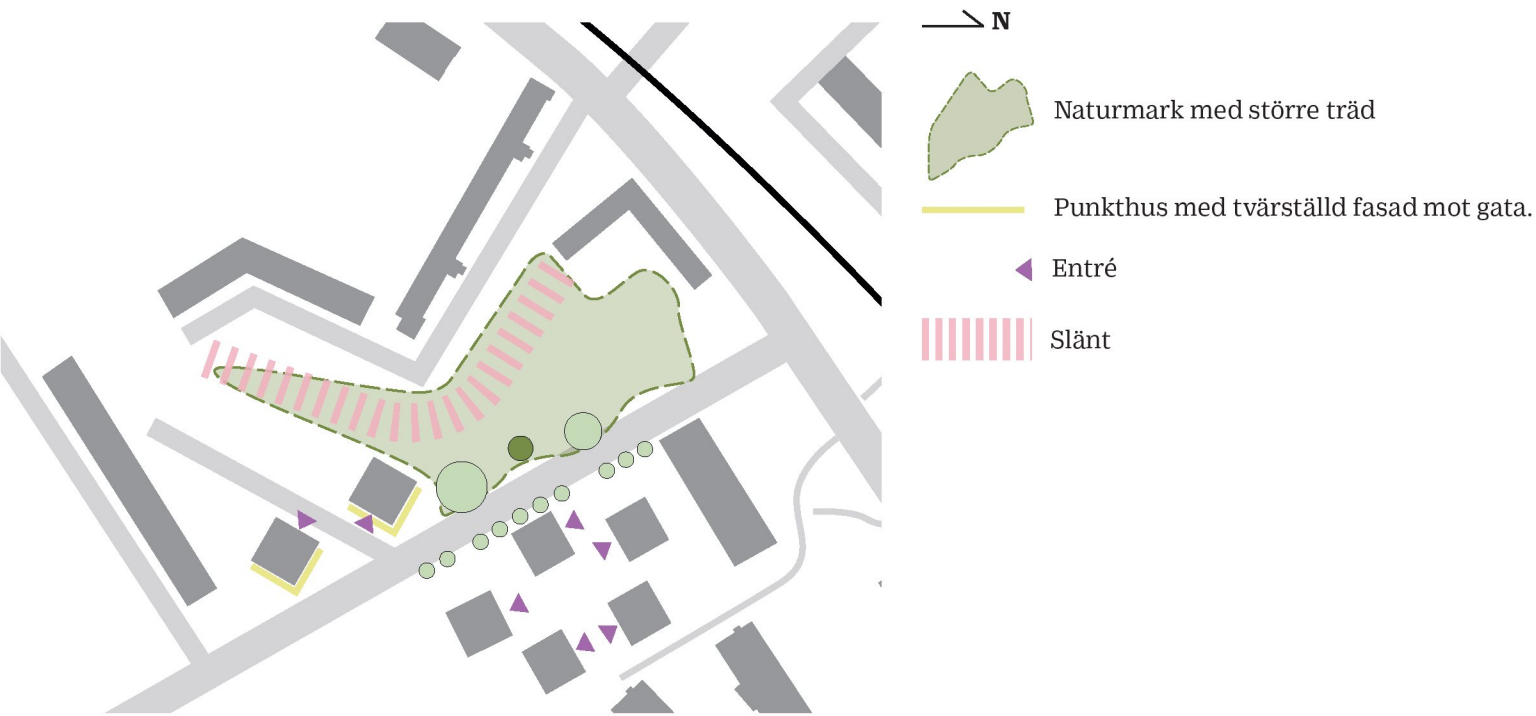 N
Naturmark med större träd
Punkthus med tvärställd fasad mot gata.
Entré
Slänt